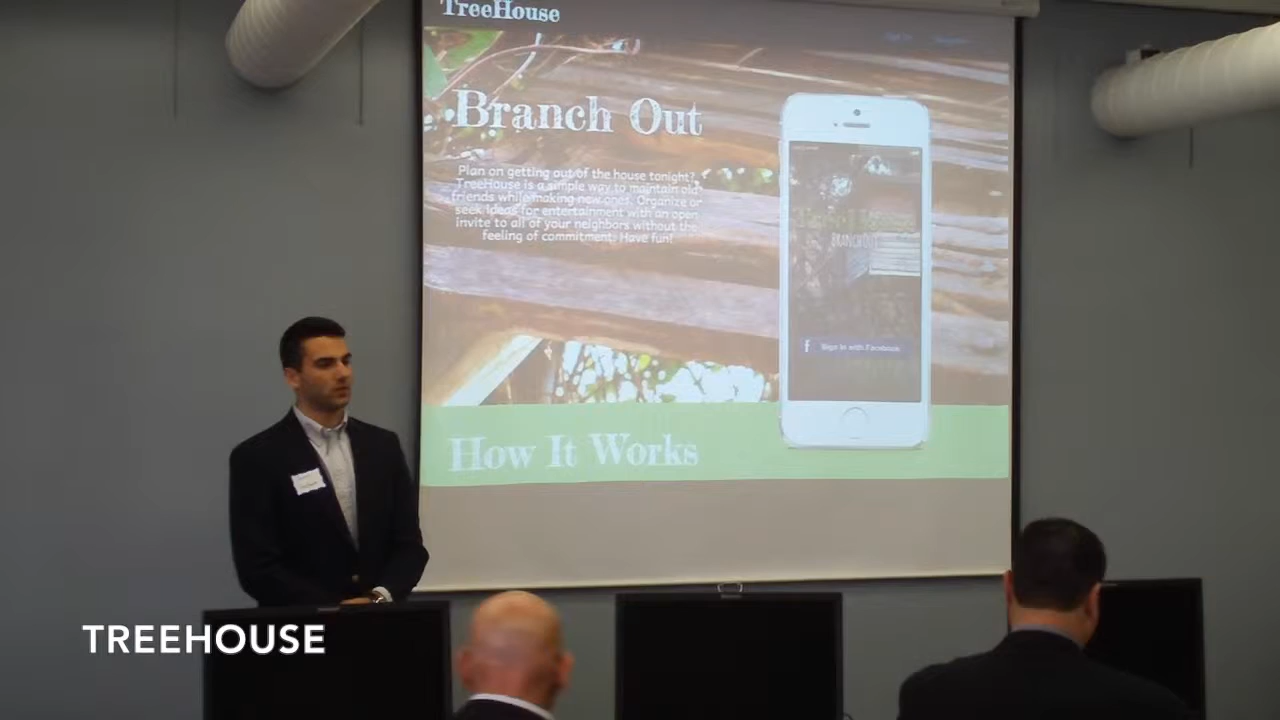 TreeHouse
Branch Out
Plan on getting out of the house tonight?
TreeHouse is a simple way to maintain old
friends while making new ones. Organize or
seek ideas for entertainment with an open
invite to all of your neighbors without the
feeling of commitment. Have fun!
BRANCH OUT
f Sign in with Facebook
How It Works
TREEHOUSE